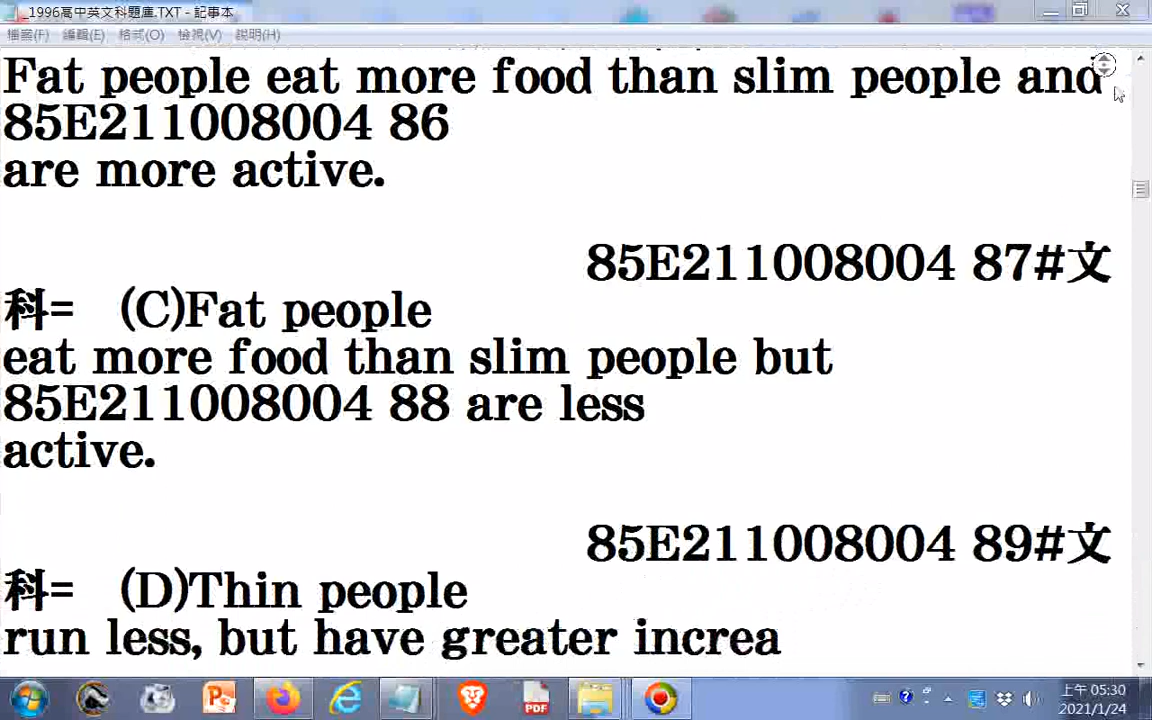 _1996高中英文科題庫.TXT - 記事本
檔案(F) 編輯(E) 格式(O) 檢視(V) 說明(H)
Fat people eat more food than slim people and
85E211008004 86
are more active.
85E211008004 87#文
科= (C)Fat people
eat more food than slim people but
85E211008004 88 are less
active.
85E211008004 89#文
科= (D)Thin people
run less, but have greater increa
PDF
上午 05:30
2021/1/24